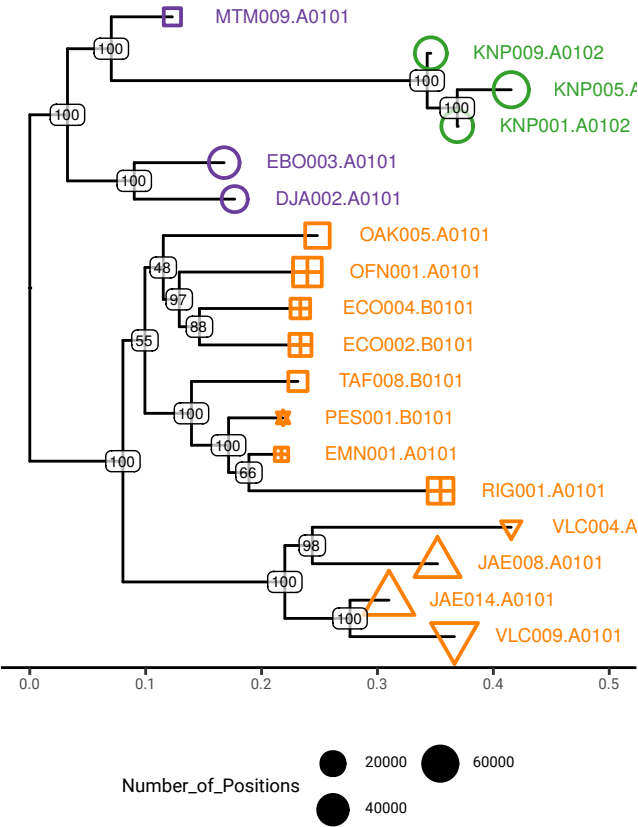 MTM009.A0101
100
KNP009.A0102
100
KNP005.A
100
100
KNP001.A0102
EBO003.A0101
100
DJA002.A0101
OAK005.A0101
48
OFN001.A0101
97
ECO004.B0101
88
55
ECO002.B0101
TAF008.B0101
100
PES001.B0101
100
EMN001.A0101
100
66
RIG001.A0101
VLC004.A
98
JAE008.A0101
100
JAE014.A0101
100
VLC009.A0101
0.0 0.1 0.2 0.3 0.4 0.5
20000 60000
Number_of_Positions
40000